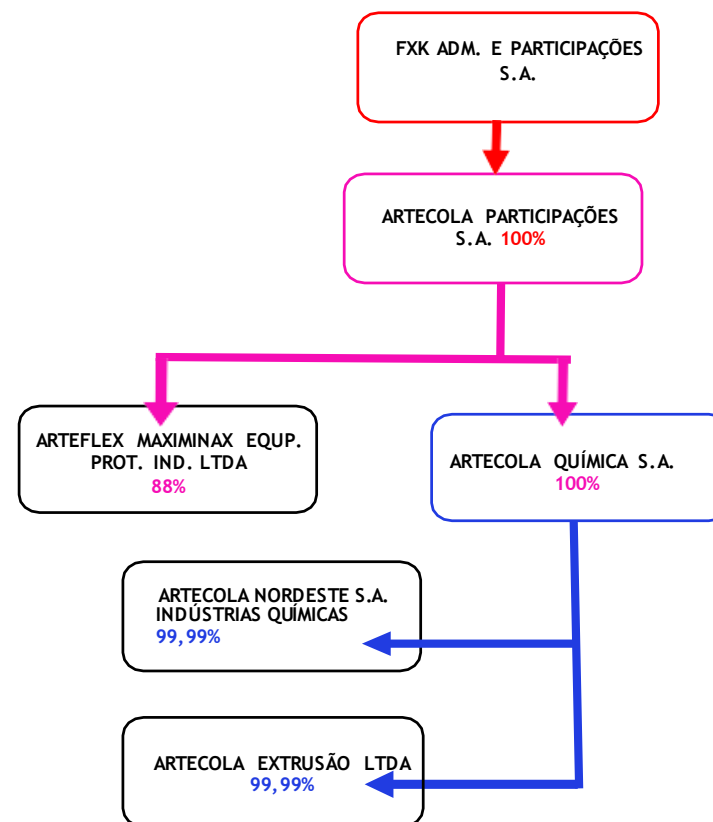 FXK ADM. E PARTICIPAÇÕES
S.A.
ARTECOLA PARTICIPAÇÕES
S.A. 100%
ARTEFLEX MAXIMINAX EQUP.
PROT. IND. LTDA
88%
ARTECOLA QUÍMICA S.A.
100%
ARTECOLA NORDESTE S.A.
INDÚSTRIAS QUÍMICAS
99,99%
ARTECOLA EXTRUSÃO LTDA
99,99%